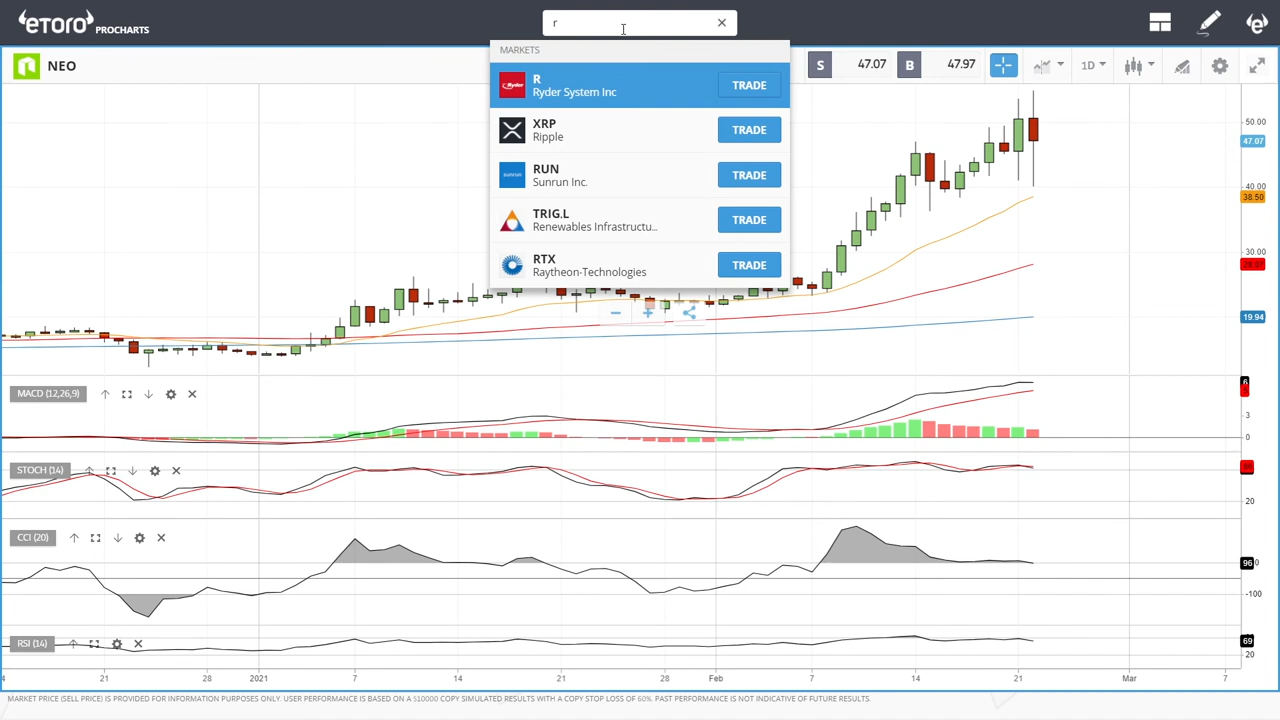 etoro PROCHARTS
r
MARKETS
R
Ryder System Inc
TRADE
XRP
Ripple
TRADE
RUN
Sunrun Inc.
TRADE
TRIG.L
Renewables Infrastructu...
TRADE
RTX
Raytheon-Technologies
TRADE
NEO
S 47.07 B 47.97 1D
50.00
47.07
40.00
38.50
30.00
19.94
MACD (12,26,9)
6
3
0
STOCH (14)
20
CCI (20)
96
-100
RSI (14)
69
20
21 28 2021 7 14 21 28 Feb 7 14 21 Mar 7
MARKET PRICE (SELL PRICE) IS PROVIDED FOR INFORMATION PURPOSES ONLY. USER PERFORMANCE IS BASED ON A $10000 COPY SIMULATED RESULTS WITH A COPY STOP LOSS OF 60%. PAST PERFORMANCE IS NOT INDICATIVE OF FUTURE RESULTS.